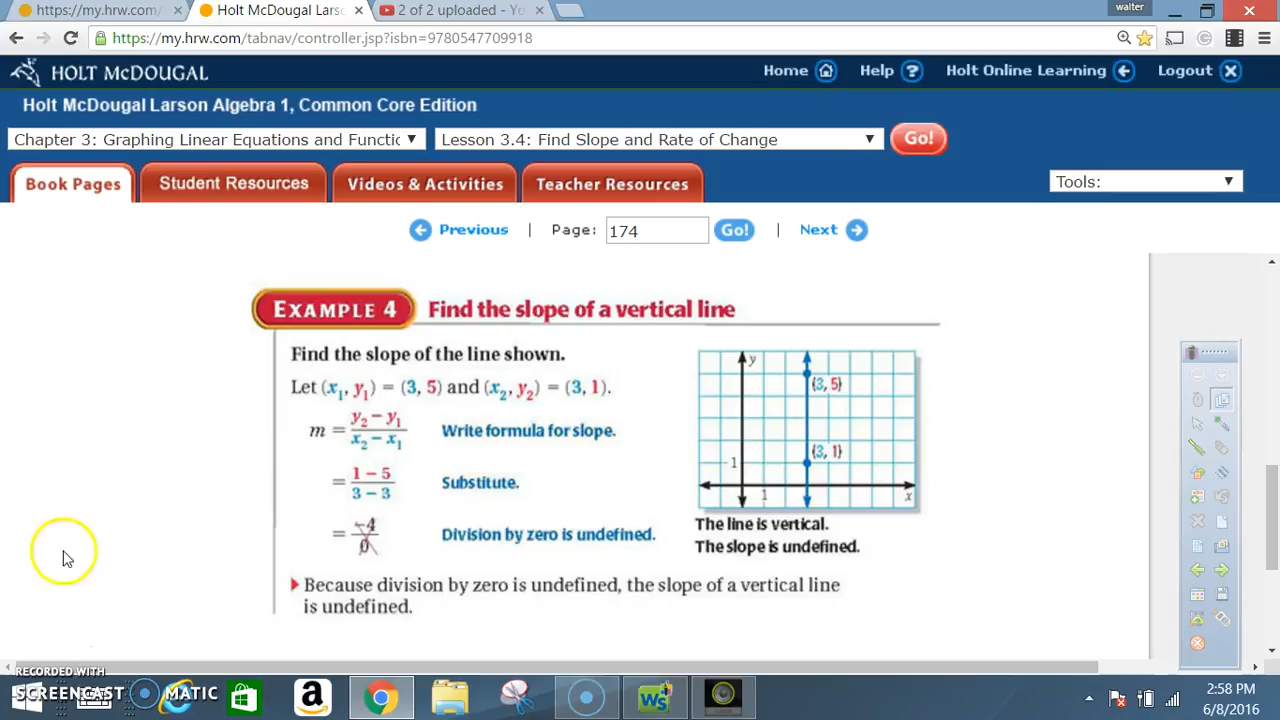 https://my.hrw.com/
Holt McDougal Lars
2 of 2 uploaded - Yo
walter
https://my.hrw.com/tabnav/controller.jsp?isbn=9780547709918
HOLT MCDOUGAL
Home
Help ?
Holt Online Learning
Logout X
Holt McDougal Larson Algebra 1, Common Core Edition
Chapter 3: Graphing Linear Equations and Functic
Lesson 3.4: Find Slope and Rate of Change
Go!
Book Pages
Student Resources
Videos & Activities
Teacher Resources
Tools:
Previous | Page: 174 Go! | Next
EXAMPLE 4 Find the slope of a vertical line
Find the slope of the line shown.
Let (x₁, y₁) = (3, 5) and (x₂, y₂) = (3, 1).
m = (y₂ − y₁)/(x₂ − x₁) Write formula for slope.
= (1 − 5)/(3 − 3) Substitute.
= −4/0 Division by zero is undefined.
y
(3, 5)
(3, 1)
1
1
x
The line is vertical.
The slope is undefined.
Because division by zero is undefined, the slope of a vertical line
is undefined.
RECORDED WITH
SCREENCAST MATIC
2:58 PM
6/8/2016